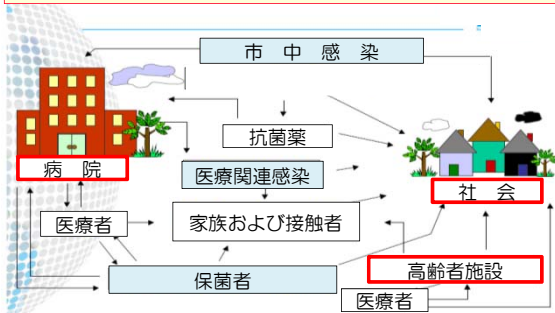 市中感染
抗菌薬
病院
医療関連感染
社会
医療者
家族および接触者
高齢者施設
保菌者
医療者